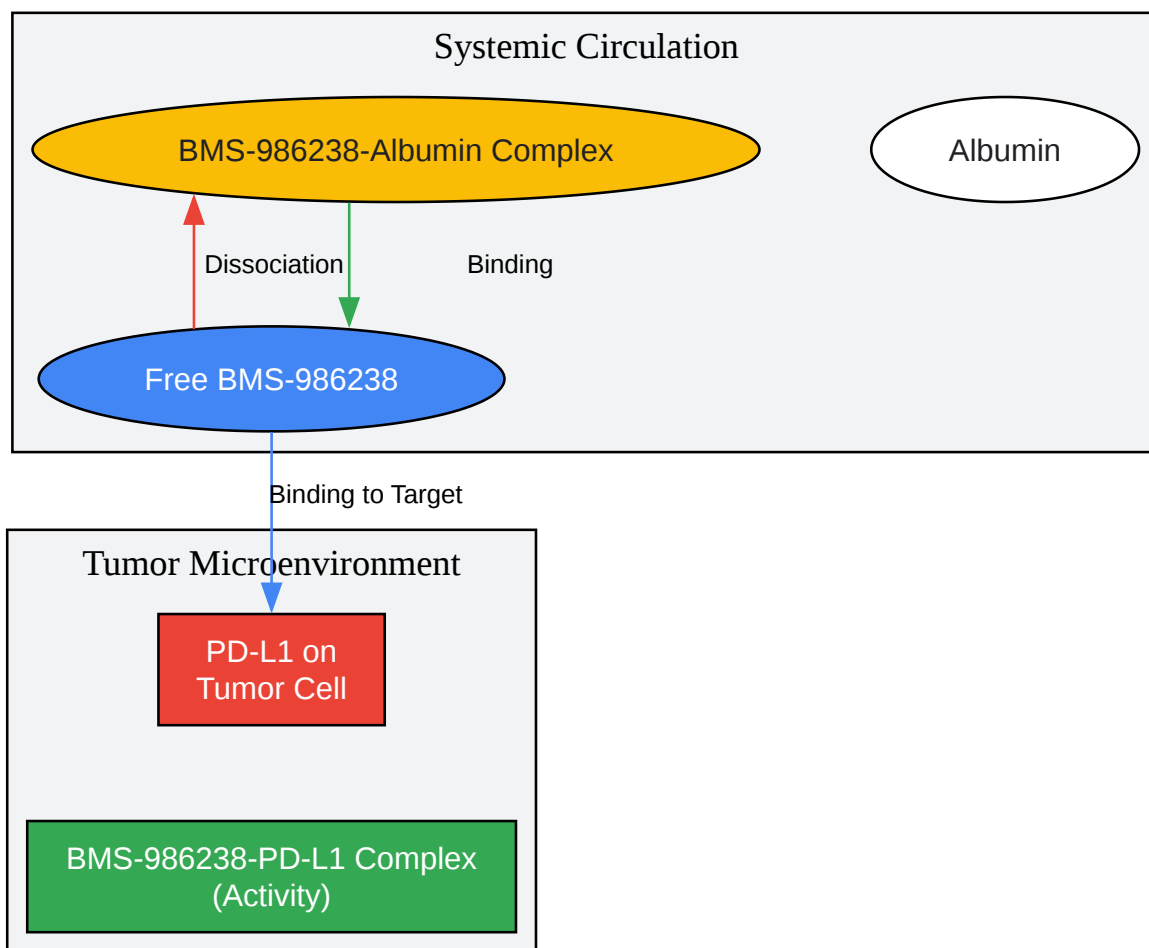 Systemic Circulation
BMS-986238-Albumin Complex
Albumin
Dissociation
Binding
Free BMS-986238
Binding to Target
Tumor Microenvironment
PD-L1 on
Tumor Cell
BMS-986238-PD-L1 Complex
(Activity)